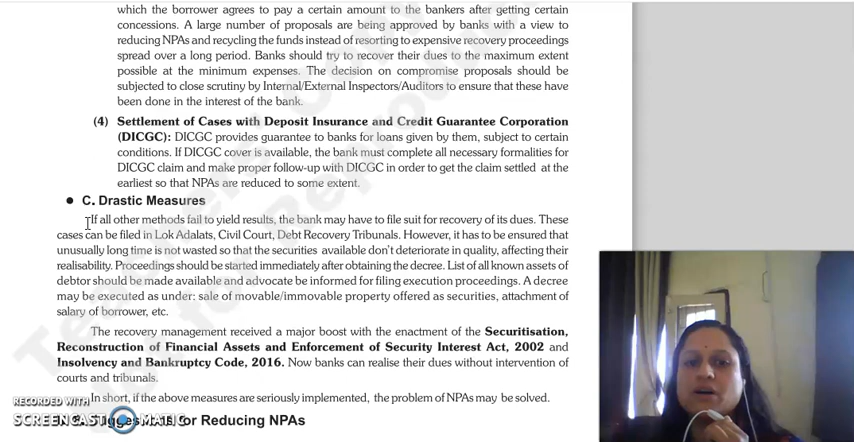 which the borrower agrees to pay a certain amount to the bankers after getting certain
concessions. A large number of proposals are being approved by banks with a view to
reducing NPAs and recycling the funds instead of resorting to expensive recovery proceedings
spread over a long period. Banks should try to recover their dues to the maximum extent
possible at the minimum expenses. The decision on compromise proposals should be
subjected to close scrutiny by Internal/External Inspectors/Auditors to ensure that these have
been done in the interest of the bank.
(4) Settlement of Cases with Deposit Insurance and Credit Guarantee Corporation
(DICGC): DICGC provides guarantee to banks for loans given by them, subject to certain
conditions. If DICGC cover is available, the bank must complete all necessary formalities for
DICGC claim and make proper follow-up with DICGC in order to get the claim settled at the
earliest so that NPAs are reduced to some extent.
● C. Drastic Measures
If all other methods fail to yield results, the bank may have to file suit for recovery of its dues. These
cases can be filed in Lok Adalats, Civil Court, Debt Recovery Tribunals. However, it has to be ensured that
unusually long time is not wasted so that the securities available don't deteriorate in quality, affecting their
realisability. Proceedings should be started immediately after obtaining the decree. List of all known assets of
debtor should be made available and advocate be informed for filing execution proceedings. A decree
may be executed as under: sale of movable/immovable property offered as securities, attachment of
salary of borrower, etc.
The recovery management received a major boost with the enactment of the Securitisation,
Reconstruction of Financial Assets and Enforcement of Security Interest Act, 2002 and
Insolvency and Bankruptcy Code, 2016. Now banks can realise their dues without intervention of
courts and tribunals.
In short, if the above measures are seriously implemented, the problem of NPAs may be solved.
for Reducing NPAs
RECORDED WITH
SCREENCAST MATIC